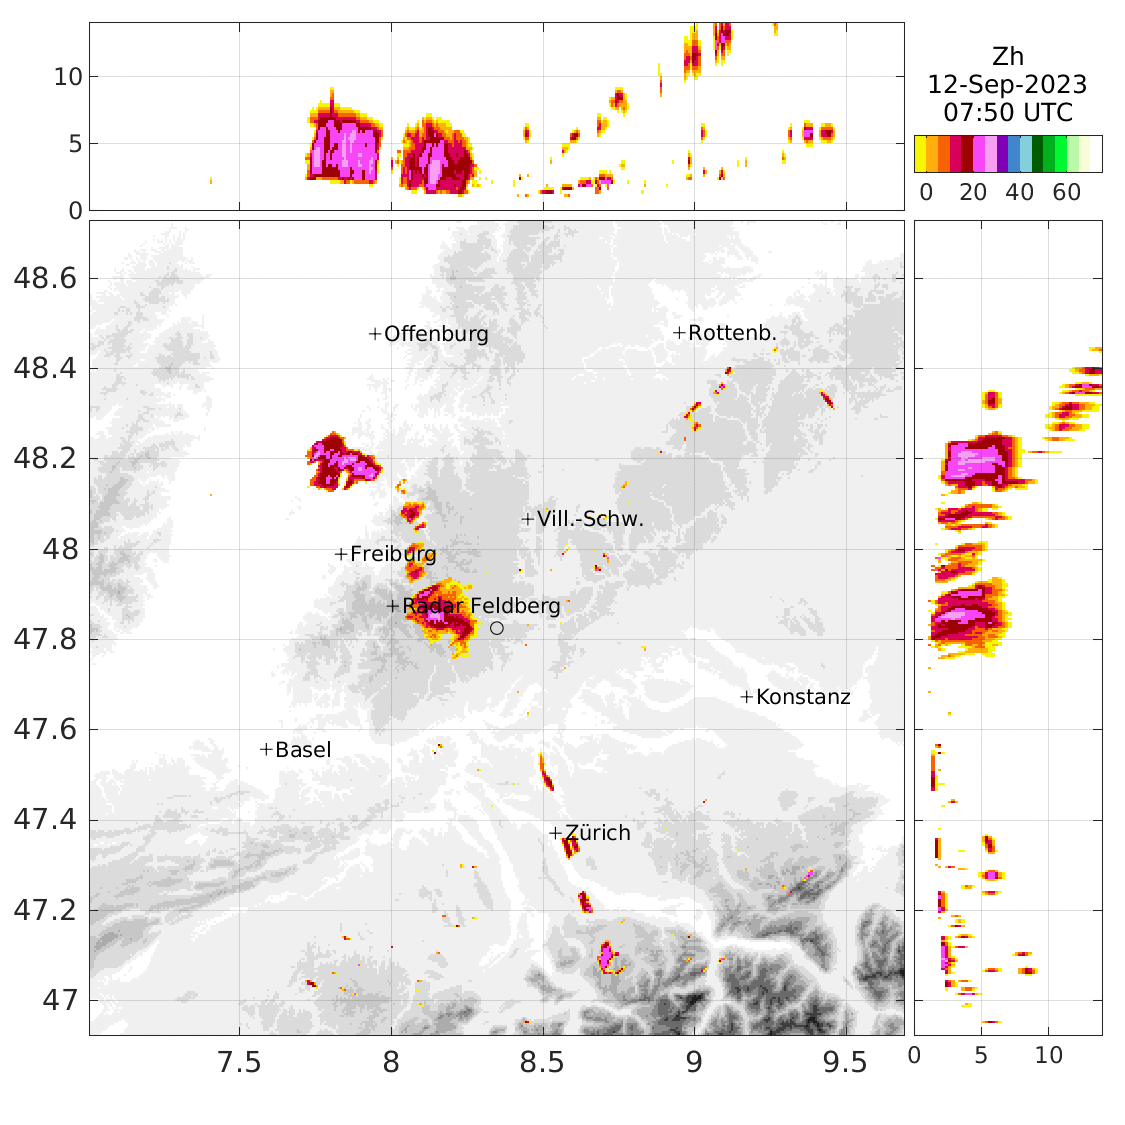 Zh
12-Sep-2023
07:50 UTC
0 20 40 60
10
5
0
48.6
48.4
48.2
48
47.8
47.6
47.4
47.2
47
+Offenburg
+Rottenb.
+Vill.-Schw.
+Freiburg
+Radar Feldberg
+Konstanz
+Basel
+Zürich
7.5 8 8.5 9 9.5
0 5 10